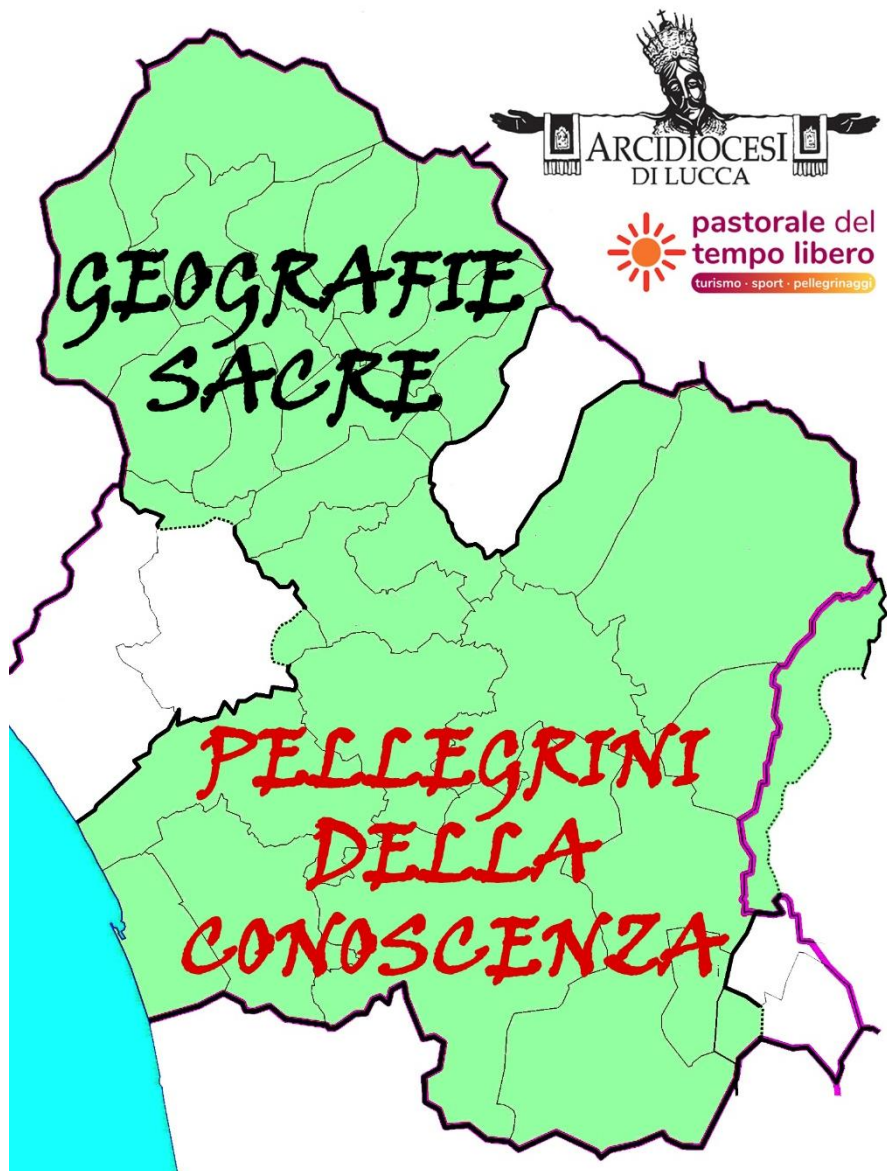 ARCIDIOCESI
DI LUCCA
pastorale del
tempo libero
turismo · sport · pellegrinaggi
GEOGRAFIE
SACRE
PELLEGRINI
DELLA
CONOSCENZA